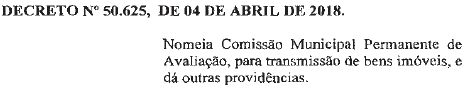 DECRETO Nº 50.625, DE 04 DE ABRIL DE 2018.
Nomeia Comissão Municipal Permanente de
Avaliação, para transmissão de bens imóveis, e
dá outras providências.